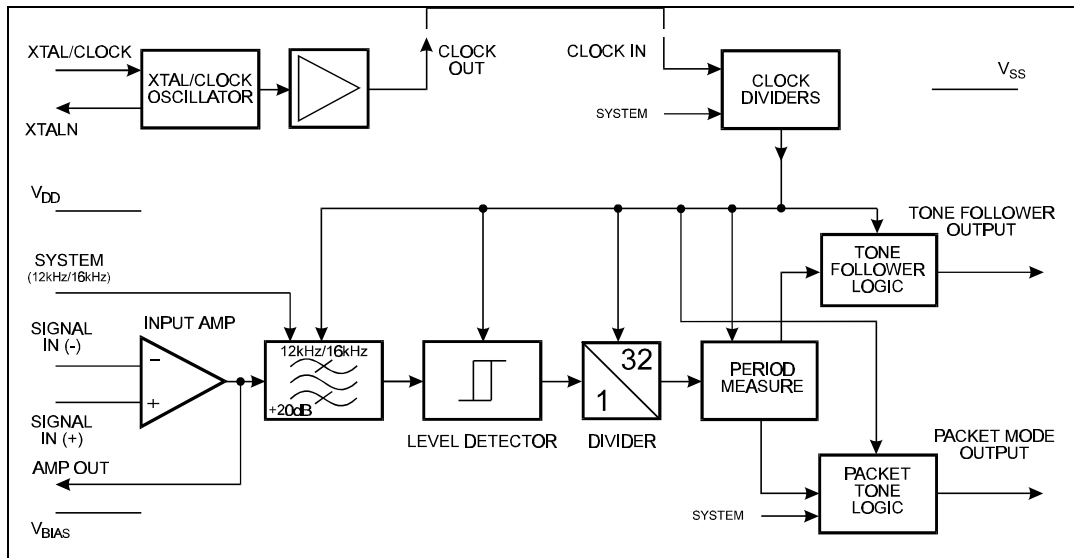 XTAL/CLOCK
XTALN
XTAL/CLOCK
OSCILLATOR
CLOCK
OUT
CLOCK IN
SYSTEM
CLOCK
DIVIDERS
VSS
VDD
SYSTEM
(12kHz/16kHz)
SIGNAL
IN (-)
INPUT AMP
−
+
SIGNAL
IN (+)
AMP OUT
VBIAS
12kHz/16kHz
+20dB
LEVEL DETECTOR
32
1
DIVIDER
PERIOD
MEASURE
TONE FOLLOWER
OUTPUT
TONE
FOLLOWER
LOGIC
PACKET MODE
OUTPUT
PACKET
TONE
LOGIC
SYSTEM